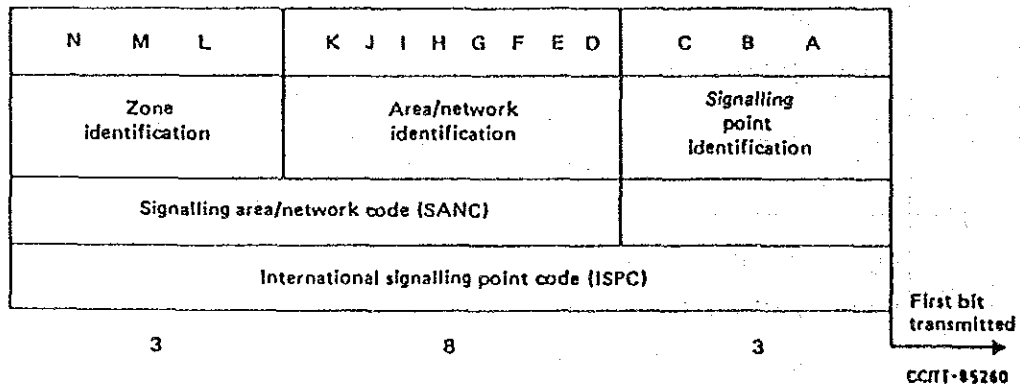 N M L K J I H G F E D C B A
Zone
identification
Area/network
identification
Signalling
point
identification
Signalling area/network code (SANC)
International signalling point code (ISPC)
First bit
transmitted
3 8 3
CCITT-85260